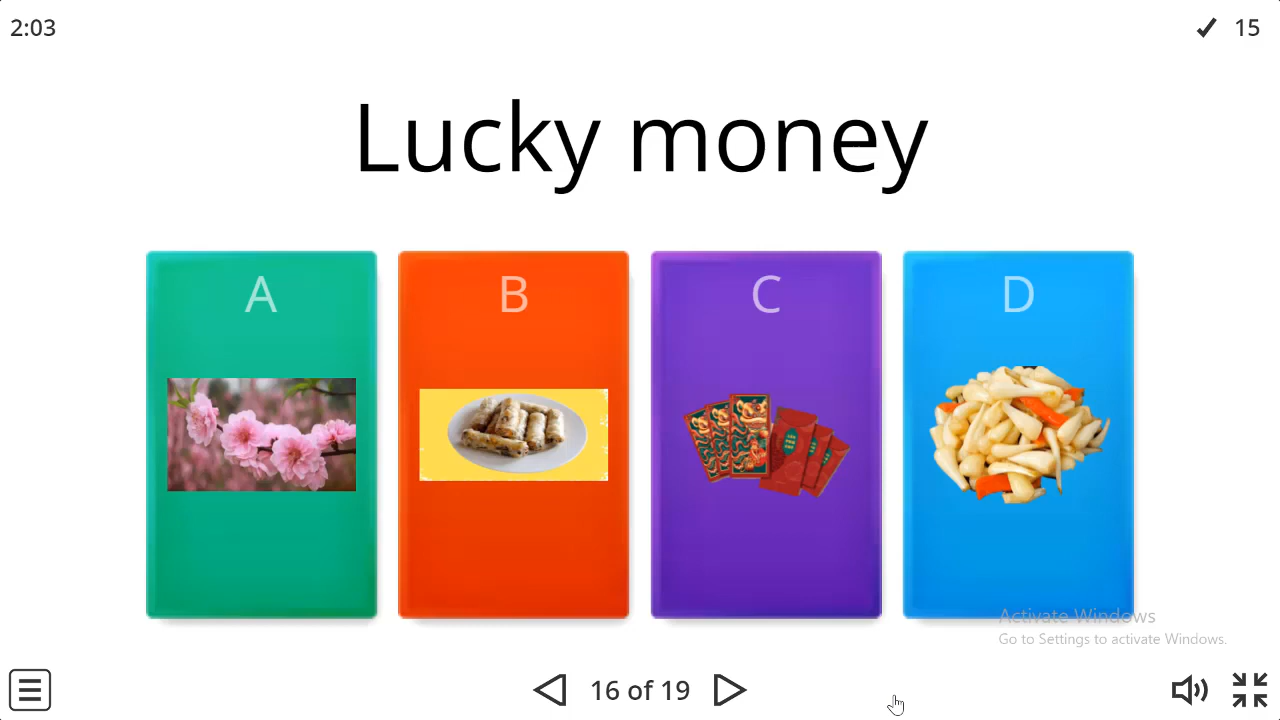 2:03
15
Lucky money
A
B
C
D
Activate Windows
Go to Settings to activate Windows.
16 of 19